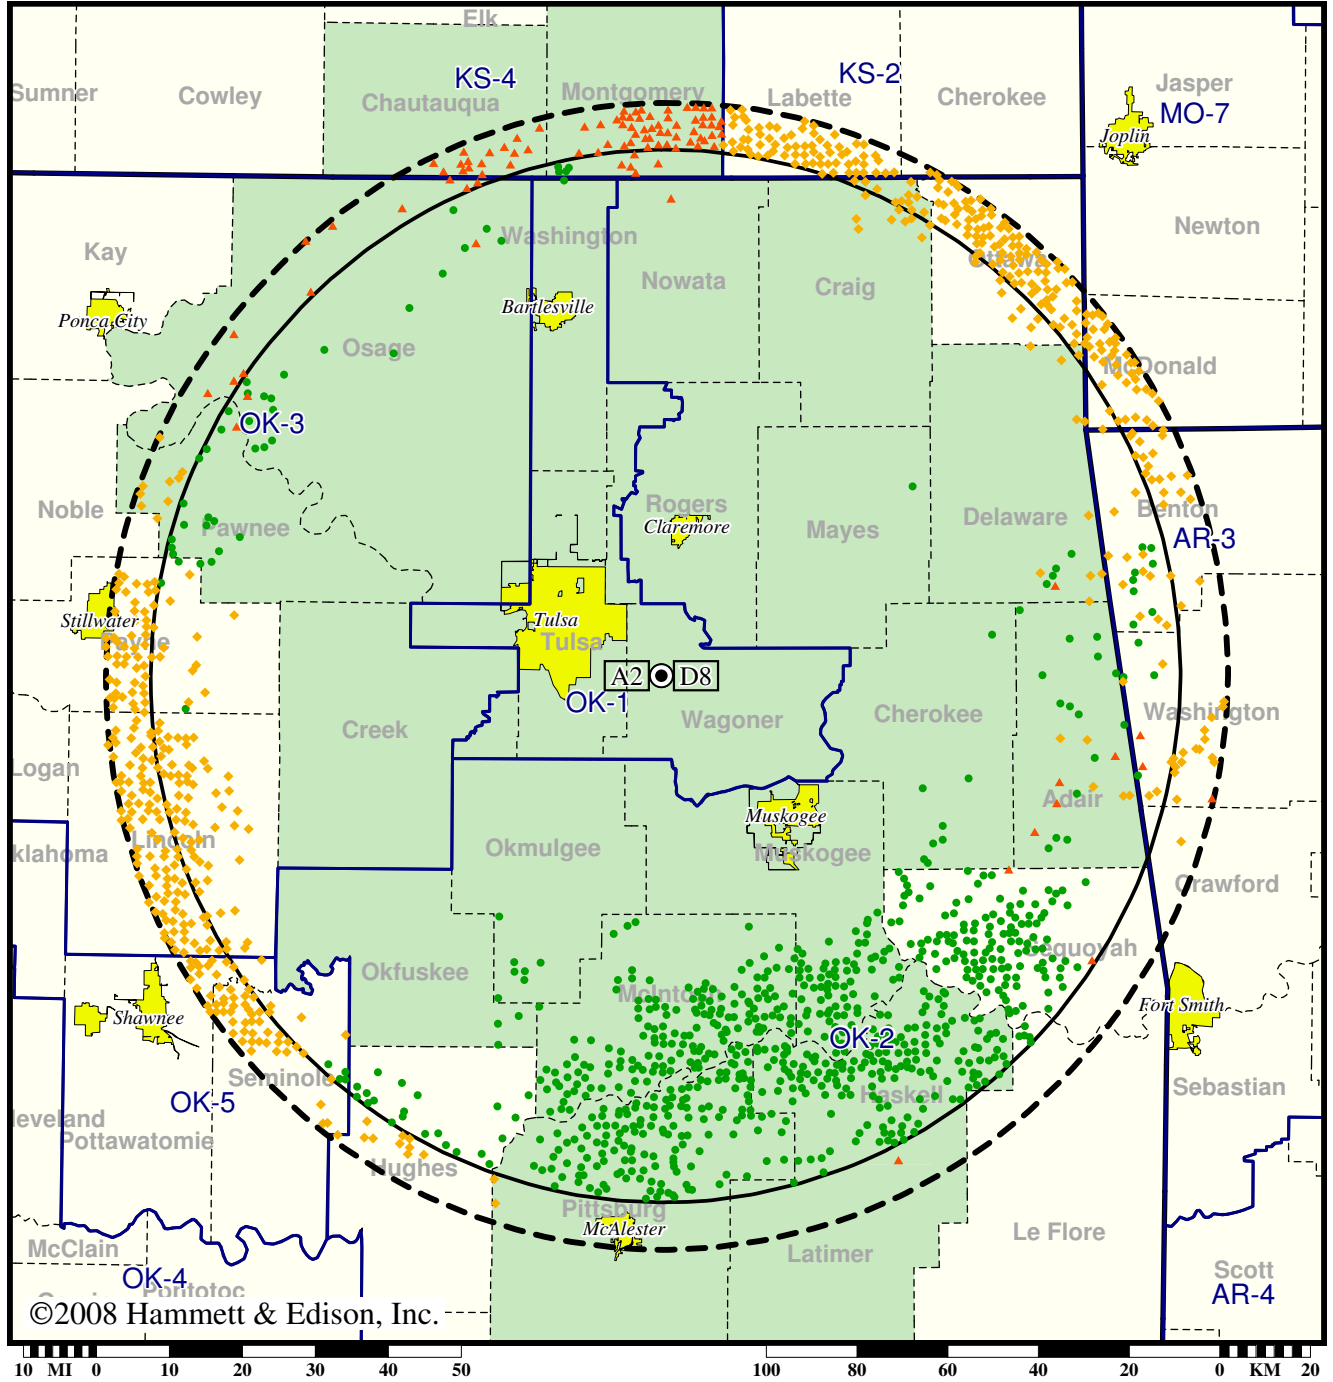 Elk
KS-4
KS-2
Sumner
Cowley
Chautauqua
Montgomery
Labette
Cherokee
Jasper
MO-7
Joplin
Kay
Washington
Newton
Nowata
Craig
Ottawa
Ponca City
Bartlesville
Osage
McDonald
OK-3
Noble
Pawnee
Rogers
Claremore
Mayes
Delaware
Benton
AR-3
Stillwater
Payne
Tulsa
Tulsa
A2
D8
OK-1
Creek
Wagoner
Cherokee
Washington
Logan
Adair
Lincoln
klahoma
Okmulgee
Muskogee
Muskogee
Crawford
Okfuskee
McIntosh
Sequoyah
Shawnee
Fort Smith
OK-2
Seminole
Haskell
Sebastian
OK-5
leveland
Pottawatomie
Hughes
Pittsburg
McAlester
Le Flore
McClain
Latimer
OK-4
Pontotoc
Scott
AR-4
©2008 Hammett & Edison, Inc.
10 MI 0 10 20 30 40 50
100 80 60 40 20 0 KM 20